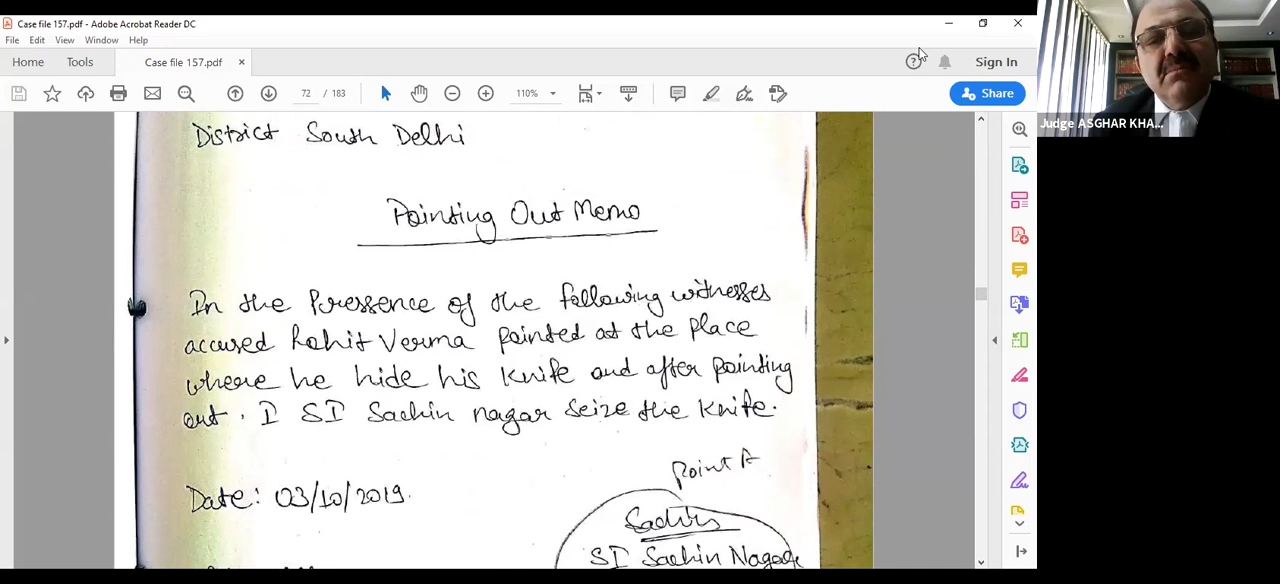 Case file 157.pdf - Adobe Acrobat Reader DC
File Edit View Window Help
Home Tools Case file 157.pdf × Sign In
72 / 183 110% Share
Judge ASGHAR KHA...
District South Delhi
Pointing Out Memo
In the Pressence of the following witnesses
accused Rohit Verma pointed at the place
where he hide his knife and after pointing
out. I SI Sachin nagar seize the knife.
Point A
Date: 03/10/2019.
Sachin
SI Sachin Nagar